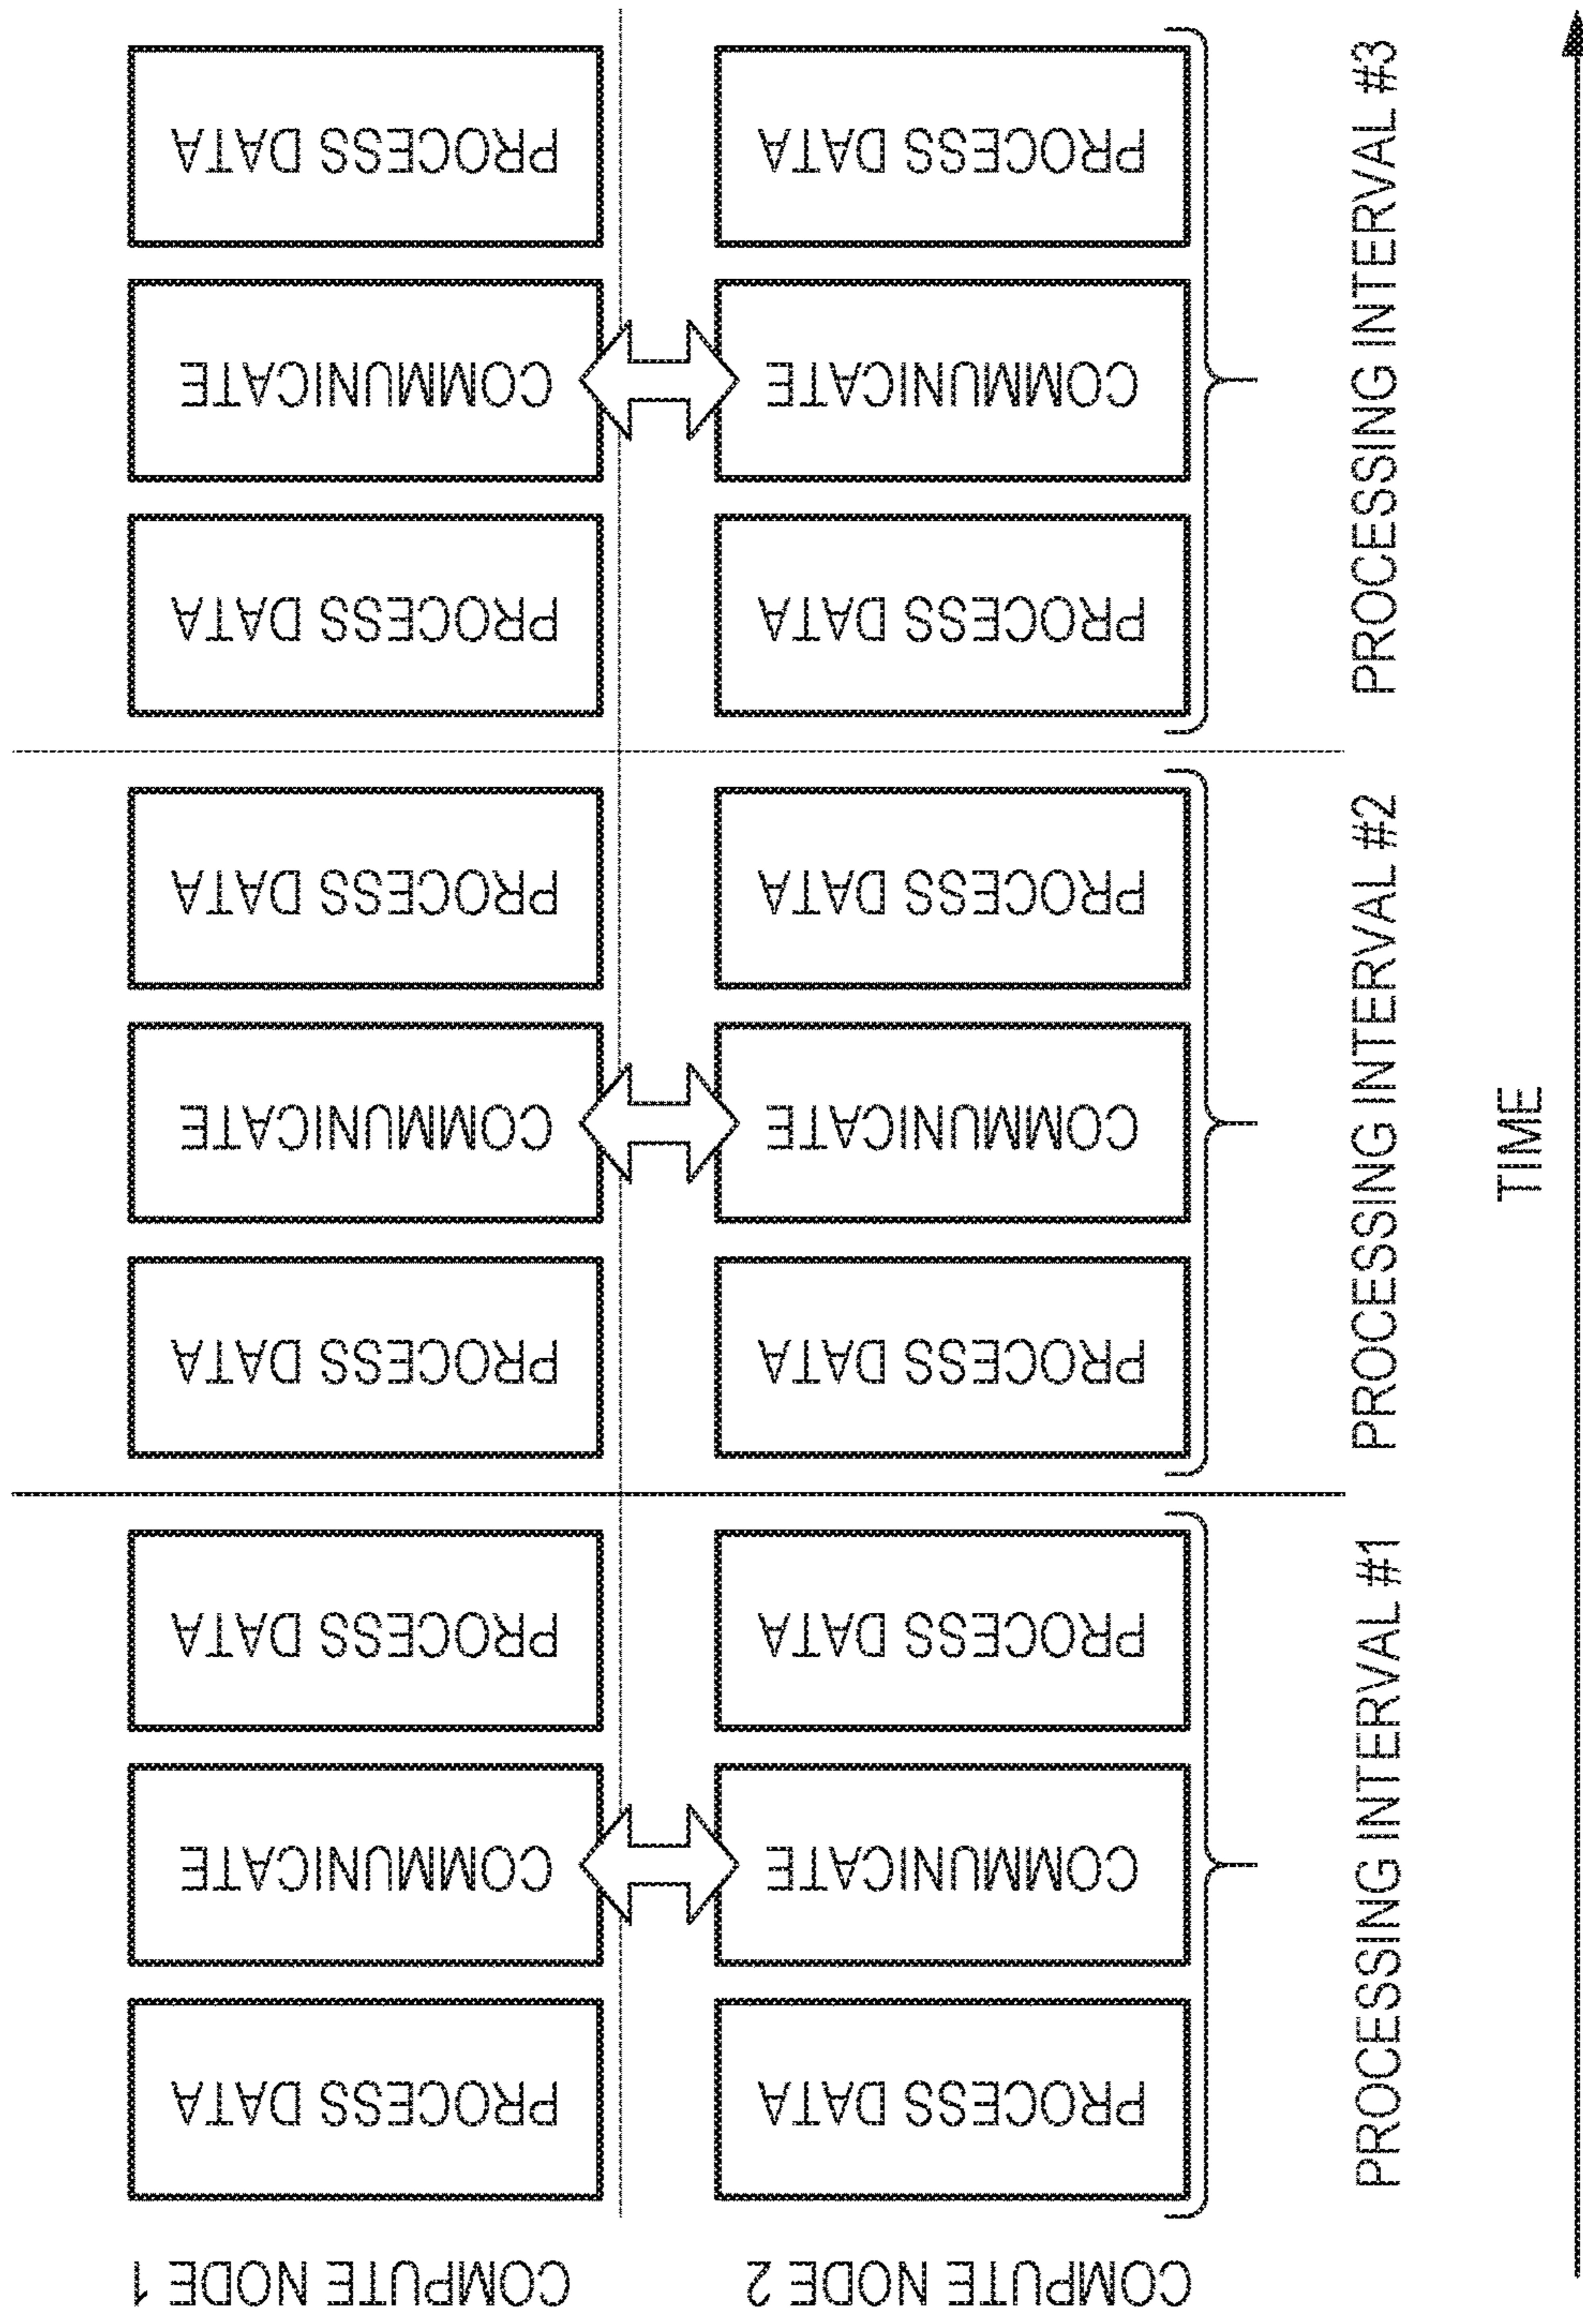 COMPUTE NODE 1
PROCESS DATA
COMMUNICATE
PROCESS DATA
PROCESS DATA
COMMUNICATE
PROCESS DATA
PROCESS DATA
COMMUNICATE
PROCESS DATA
COMPUTE NODE 2
PROCESS DATA
COMMUNICATE
PROCESS DATA
PROCESS DATA
COMMUNICATE
PROCESS DATA
PROCESS DATA
COMMUNICATE
PROCESS DATA
PROCESSING INTERVAL #1
PROCESSING INTERVAL #2
PROCESSING INTERVAL #3
TIME